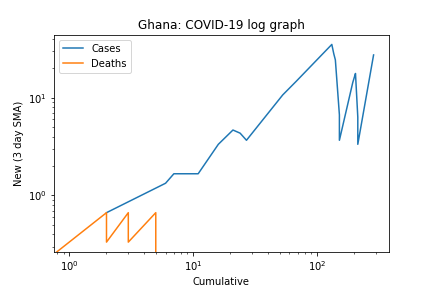 Ghana: COVID-19 log graph
Cases
Deaths
New (3 day SMA)
10¹
10⁰
10⁰ 10¹ 10²
Cumulative